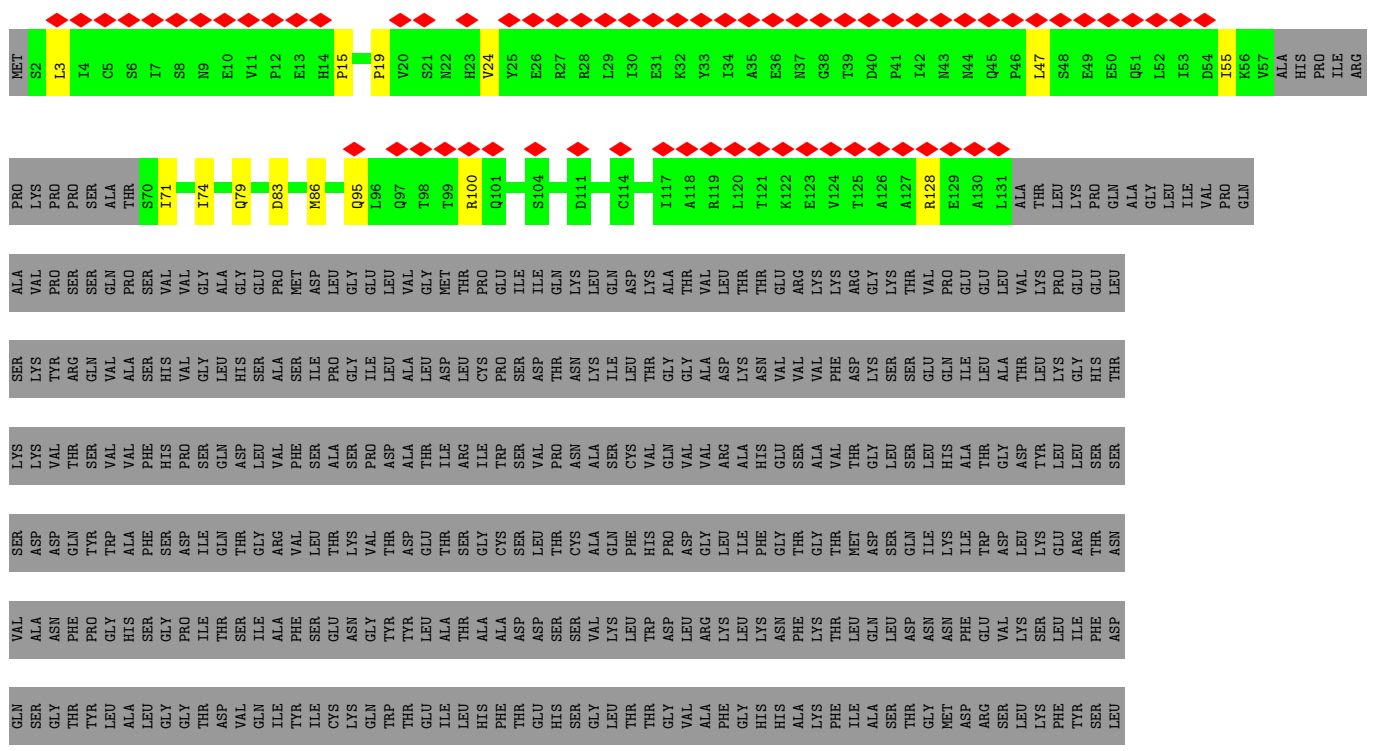 MET S2 L3 I4 C5 S6 I7 S8 N9 E10 V11 P12 E13 H14 P15 P19 V20 S21 N22 H23 V24 Y25 E26 R27 R28 L29 I30 E31 K32 Y33 I34 A35 E36 N37 G38 T39 D40 P41 I42 N43 N44 Q45 P46 L47 S48 E49 E50 Q51 L52 I53 D54 I55 K56 V57 ALA HIS PRO ILE ARG
PRO LYS PRO PRO SER ALA THR S70 I71 I74 Q79 D83 M86 Q95 L96 Q97 T98 T99 R100 Q101 S104 D111 C114 I117 A118 R119 L120 T121 K122 E123 V124 T125 A126 A127 R128 E129 A130 L131 ALA THR LEU LYS PRO GLN ALA GLY LEU ILE VAL PRO GLN
ALA VAL PRO SER SER GLN PRO SER VAL VAL GLY ALA GLY GLU PRO MET ASP LEU GLY GLU LEU VAL GLY MET THR PRO GLU ILE ILE GLN LYS LEU GLN ASP LYS ALA THR VAL LEU THR THR GLU ARG LYS LYS ARG GLY LYS THR VAL PRO GLU GLU LEU VAL LYS PRO GLU GLU LEU
SER LYS TYR ARG GLN VAL ALA SER HIS VAL GLY LEU HIS SER ALA SER ILE PRO GLY ILE LEU ALA LEU ASP LEU CYS PRO SER ASP THR ASN LYS ILE LEU THR GLY GLY ALA ASP LYS ASN VAL VAL VAL PHE ASP LYS SER SER GLU GLN ILE LEU ALA THR LEU LYS GLY HIS THR
LYS LYS VAL THR SER VAL VAL PHE HIS PRO SER GLN ASP LEU VAL PHE SER ALA SER PRO ASP ALA THR ILE ARG ILE TRP SER VAL PRO ASN ALA SER CYS VAL GLN VAL VAL ARG ALA HIS GLU SER ALA VAL THR GLY LEU SER LEU HIS ALA THR GLY ASP TYR LEU LEU SER SER
SER ASP ASP GLN TYR TRP ALA PHE SER ASP ILE GLN THR GLY ARG VAL LEU THR LYS VAL THR ASP GLU THR SER GLY CYS SER LEU THR CYS ALA GLN PHE HIS PRO ASP GLY LEU ILE PHE GLY THR GLY THR MET ASP SER GLN ILE LYS ILE TRP ASP LEU LYS GLU ARG THR ASN
VAL ALA ASN PHE PRO GLY HIS SER GLY PRO ILE THR SER ILE ALA PHE SER GLU ASN GLY TYR TYR LEU ALA THR ALA ALA ASP ASP SER SER VAL LYS LEU TRP ASP LEU ARG LYS LEU LYS ASN PHE LYS THR LEU GLN LEU ASP ASN ASN PHE GLU VAL LYS SER LEU ILE PHE ASP
GLN SER GLY THR TYR LEU ALA LEU GLY GLY THR ASP VAL GLN ILE TYR ILE CYS LYS GLN TRP THR GLU ILE LEU HIS PHE THR GLU HIS SER GLY LEU THR THR GLY VAL ALA PHE GLY HIS HIS ALA LYS PHE ILE ALA SER THR GLY MET ASP ARG SER LEU LYS PHE TYR SER LEU